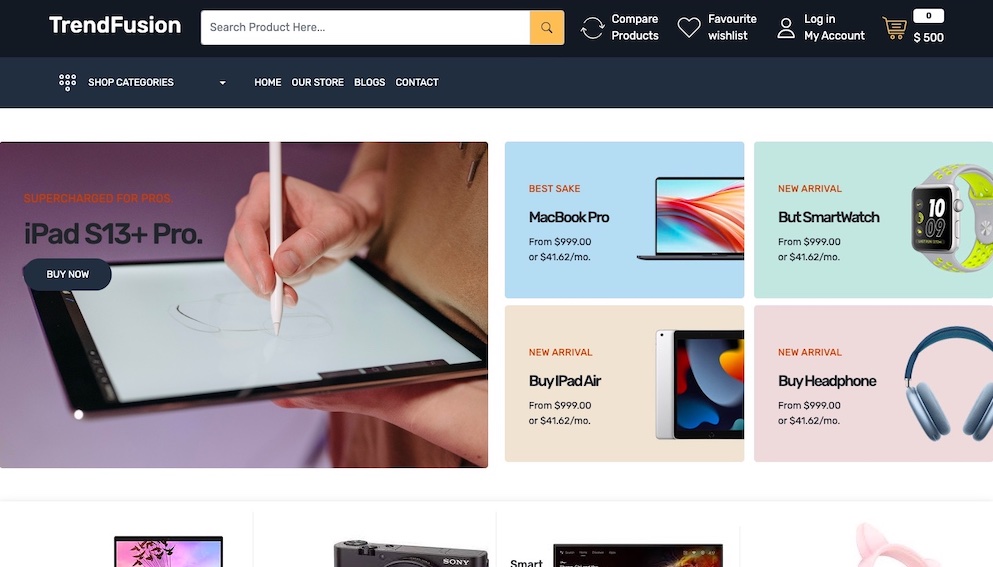 TrendFusion
Search Product Here...
Compare
Products
Favourite
wishlist
Log in
My Account
0
$ 500
SHOP CATEGORIES
HOME
OUR STORE
BLOGS
CONTACT
SUPERCHARGED FOR PROS.
iPad S13+ Pro.
BUY NOW
BEST SAKE
MacBook Pro
From $999.00
or $41.62/mo.
NEW ARRIVAL
But SmartWatch
From $999.00
or $41.62/mo.
10
09
NEW ARRIVAL
Buy IPad Air
From $999.00
or $41.62/mo.
NEW ARRIVAL
Buy Headphone
From $999.00
or $41.62/mo.
SONY
Smart